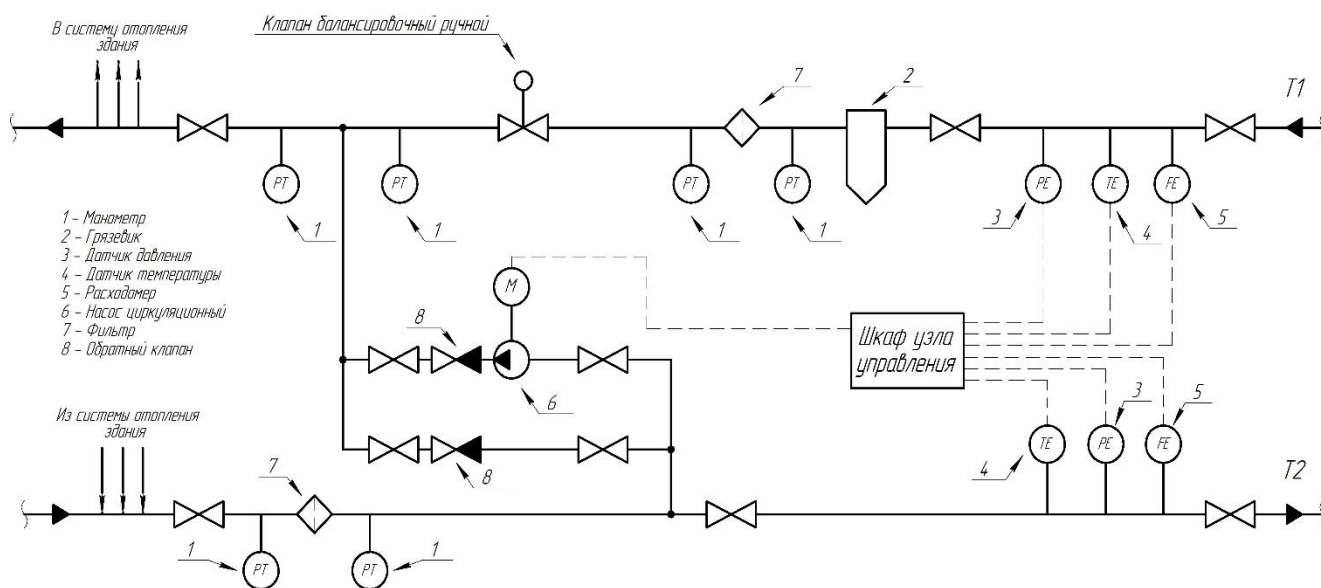 В систему отопления
здания
Клапан балансировочный ручной
7
2
T1
PT
PT
PT
PT
PE
TE
FE
1
1
1
1
3
4
5
1 - Манометр
2 - Грязевик
3 - Датчик давления
4 - Датчик температуры
5 - Расходомер
6 - Насос циркуляционный
7 - Фильтр
8 - Обратный клапан
M
8
6
Шкаф узла
управления
Из системы отопления
здания
7
8
TE
PE
FE
4
3
5
T2
1
PT
PT
1